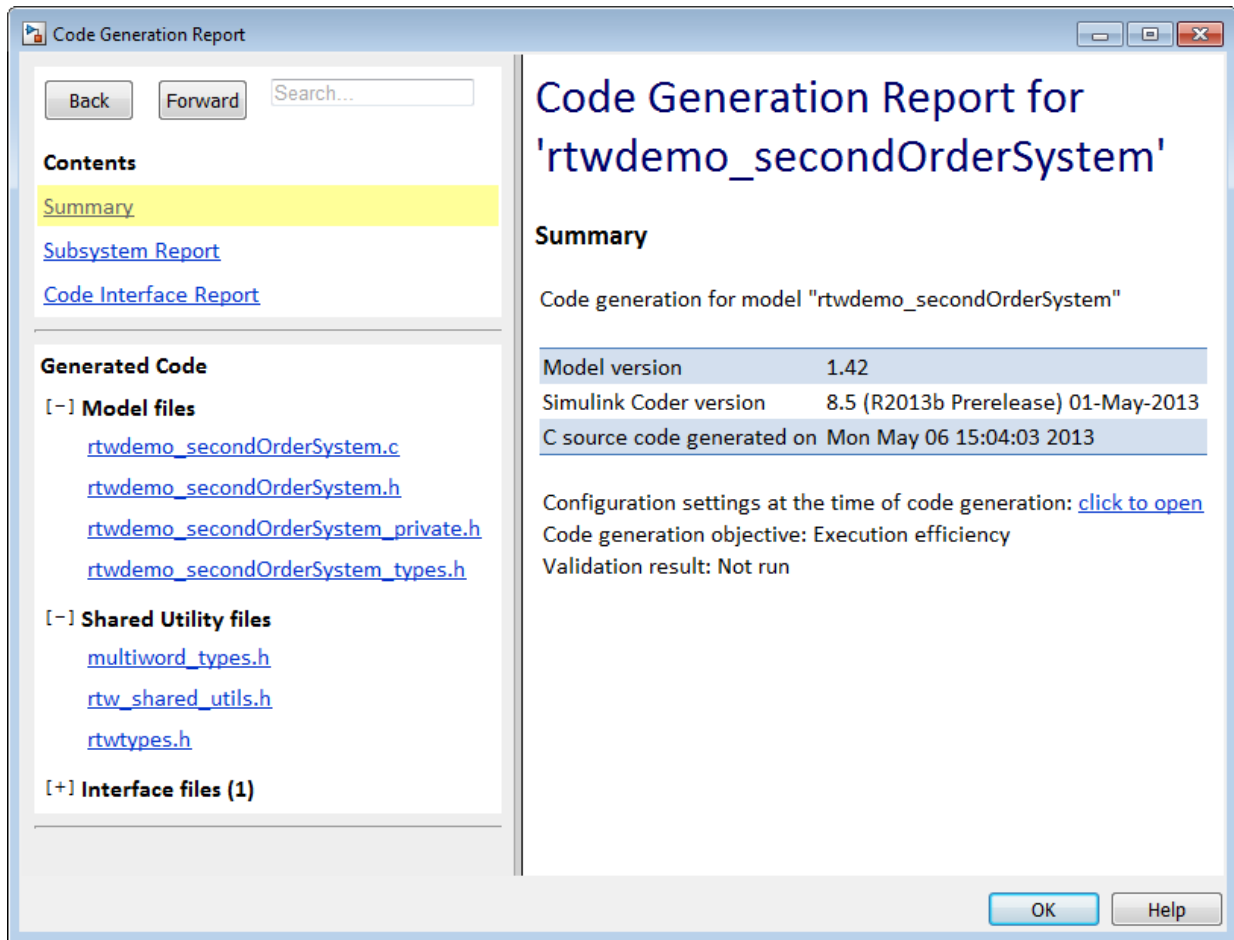 Code Generation Report
Back
Forward
Search...
Contents
Summary
Subsystem Report
Code Interface Report
Generated Code
[-] Model files
rtwdemo_secondOrderSystem.c
rtwdemo_secondOrderSystem.h
rtwdemo_secondOrderSystem_private.h
rtwdemo_secondOrderSystem_types.h
[-] Shared Utility files
multiword_types.h
rtw_shared_utils.h
rtwtypes.h
[+] Interface files (1)
Code Generation Report for
'rtwdemo_secondOrderSystem'
Summary
Code generation for model "rtwdemo_secondOrderSystem"
Model version 1.42
Simulink Coder version 8.5 (R2013b Prerelease) 01-May-2013
C source code generated on Mon May 06 15:04:03 2013
Configuration settings at the time of code generation: click to open
Code generation objective: Execution efficiency
Validation result: Not run
OK
Help